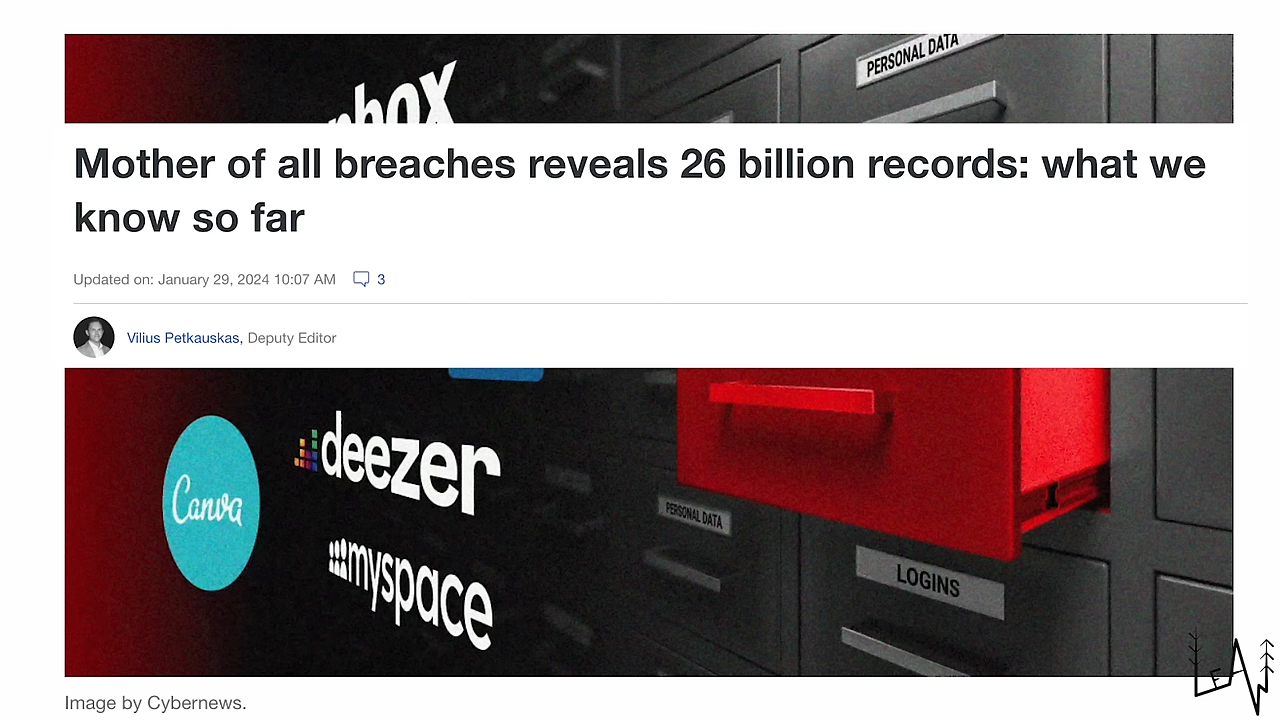 PERSONAL DATA
Mother of all breaches reveals 26 billion records: what we
know so far
Updated on: January 29, 2024 10:07 AM 3
Vilius Petkauskas, Deputy Editor
Canva
deezer
myspace
PERSONAL DATA
LOGINS
Image by Cybernews.
LEAF